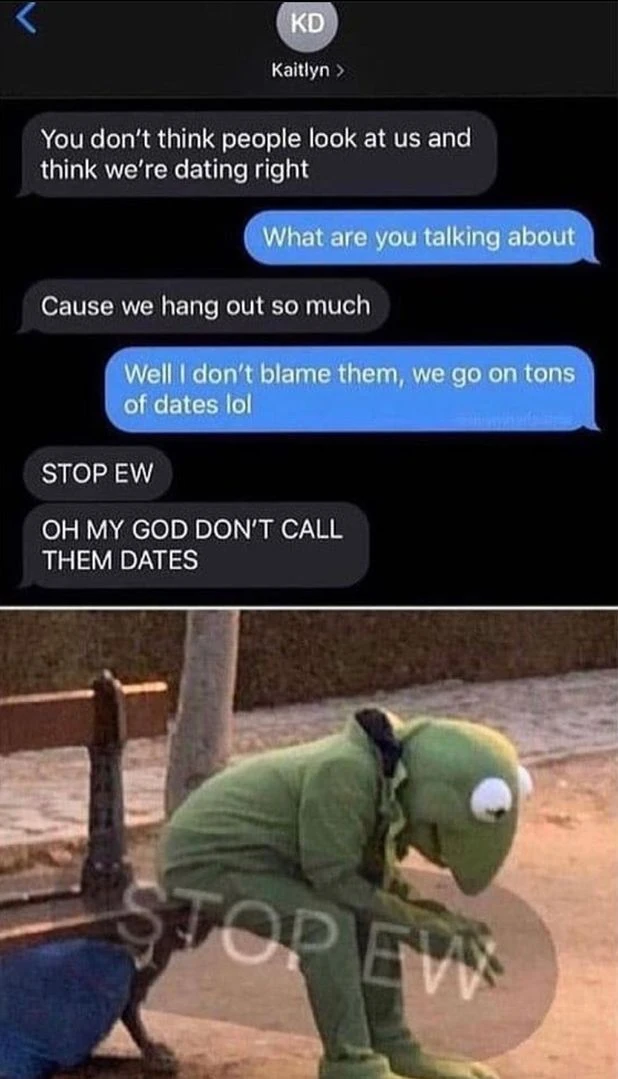 KD
Kaitlyn >
You don't think people look at us and
think we're dating right
What are you talking about
Cause we hang out so much
Well I don't blame them, we go on tons
of dates lol
STOP EW
OH MY GOD DON'T CALL
THEM DATES
STOP EW